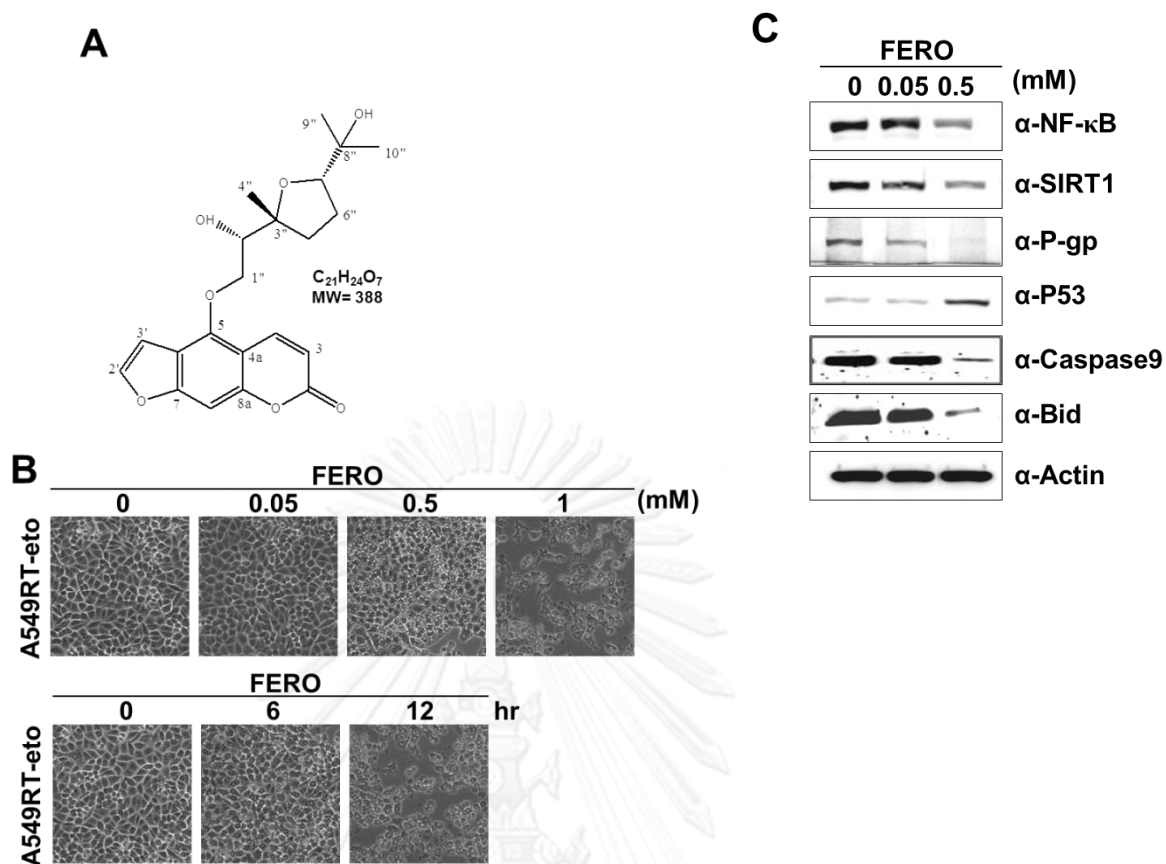 A
9"
OH
8"
10"
4"
O
6"
OH
3"
1"
C₂₁H₂₄O₇
MW= 388
O
5
3'
4a
3
2'
O
7
8a
O
O
B
FERO
0 0.05 0.5 1 (mM)
A549RT-eto
FERO
0 6 12 hr
A549RT-eto
C
FERO
0 0.05 0.5 (mM)
α-NF-κB
α-SIRT1
α-P-gp
α-P53
α-Caspase9
α-Bid
α-Actin